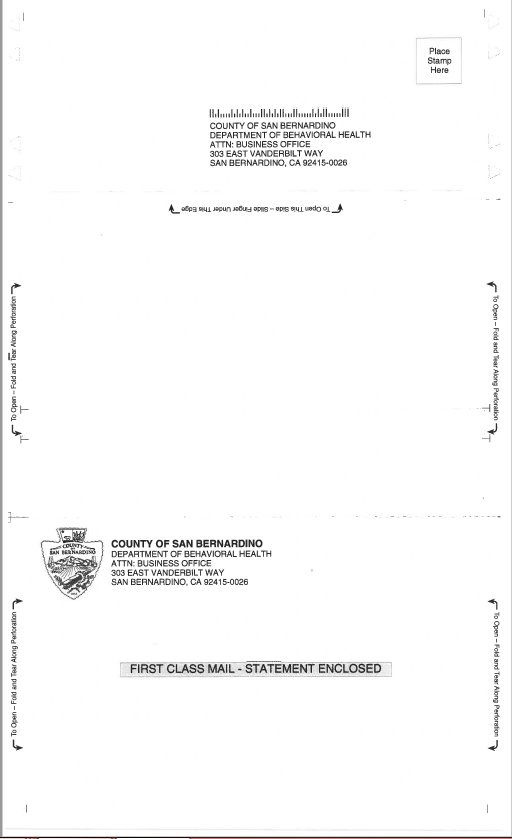 Place
Stamp
Here
COUNTY OF SAN BERNARDINO
DEPARTMENT OF BEHAVIORAL HEALTH
ATTN: BUSINESS OFFICE
303 EAST VANDERBILT WAY
SAN BERNARDINO, CA 92415-0026
To Open This Side – Slide Finger Under This Edge
To Open – Fold and Tear Along Perforation
To Open – Fold and Tear Along Perforation
COUNTY
SAN BERNARDINO
COUNTY OF SAN BERNARDINO
DEPARTMENT OF BEHAVIORAL HEALTH
ATTN: BUSINESS OFFICE
303 EAST VANDERBILT WAY
SAN BERNARDINO, CA 92415-0026
To Open – Fold and Tear Along Perforation
To Open – Fold and Tear Along Perforation
FIRST CLASS MAIL - STATEMENT ENCLOSED